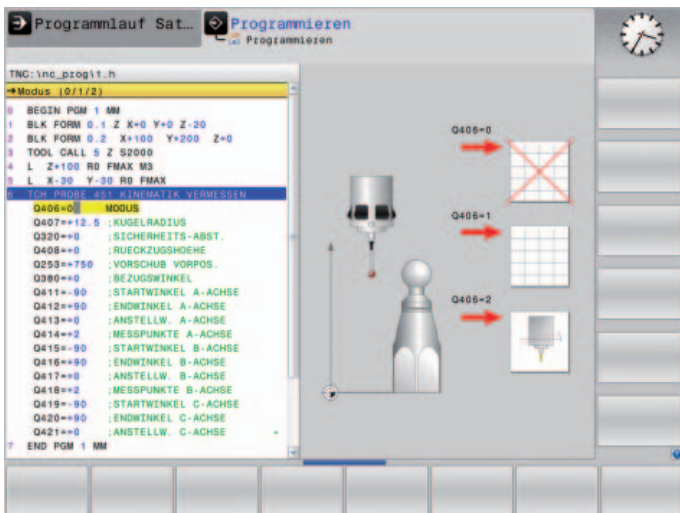 Programmlauf Sat...
Programmieren
Programmieren
TNC:\nc_prog\1.h
→Modus (0/1/2)
0 BEGIN PGM 1 MM
1 BLK FORM 0.1 Z X+0 Y+0 Z-20
2 BLK FORM 0.2 X+100 Y+200 Z+0
3 TOOL CALL 5 Z S2000
4 L Z+100 R0 FMAX M3
5 L X-30 Y-30 R0 FMAX
6 TCH PROBE 451 KINEMATIK VERMESSEN
Q406=0 MODUS
Q407=+12.5 ;KUGELRADIUS
Q320=+0 ;SICHERHEITS-ABST.
Q408=+0 ;RUECKZUGSHOEHE
Q253=+750 ;VORSCHUB VORPOS.
Q380=+0 ;BEZUGSWINKEL
Q411=-90 ;STARTWINKEL A-ACHSE
Q412=+90 ;ENDWINKEL A-ACHSE
Q413=+0 ;ANSTELLW. A-ACHSE
Q414=+2 ;MESSPUNKTE A-ACHSE
Q415=-90 ;STARTWINKEL B-ACHSE
Q416=+90 ;ENDWINKEL B-ACHSE
Q417=+0 ;ANSTELLW. B-ACHSE
Q418=+2 ;MESSPUNKTE B-ACHSE
Q419=-90 ;STARTWINKEL C-ACHSE
Q420=+90 ;ENDWINKEL C-ACHSE
Q421=+0 ;ANSTELLW. C-ACHSE
7 END PGM 1 MM
Q406=0
Q406=1
Q406=2